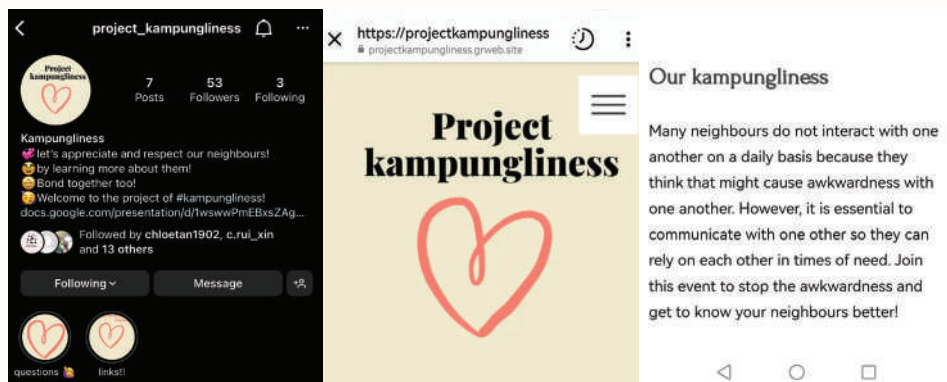 project_kampungliness
Project
kampungliness
7
53
3
Posts
Followers
Following
Kampungliness
💞let's appreciate and respect our neighbours!
🤩by learning more about them!
🤗Bond together too!
🥳Welcome to the project of #kampungliness!
docs.google.com/presentation/d/1wswwPmEBxsZAg...
Followed by chloetan1902, c.rui_xin
and 13 others
Following
Message
questions
links!!
https://projectkampungliness
projectkampungliness.grweb.site
Project
kampungliness
Our kampungliness
Many neighbours do not interact with one
another on a daily basis because they
think that might cause awkwardness with
one another. However, it is essential to
communicate with one other so they can
rely on each other in times of need. Join
this event to stop the awkwardness and
get to know your neighbours better!